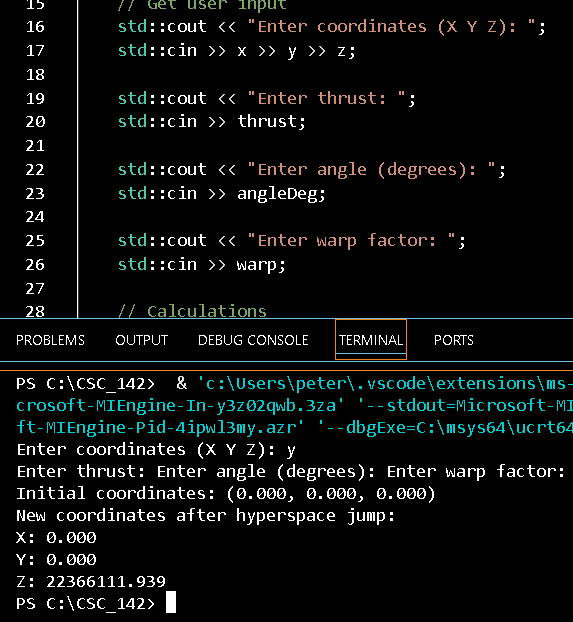 15 // Get user input
16 std::cout << "Enter coordinates (X Y Z): ";
17 std::cin >> x >> y >> z;
18
19 std::cout << "Enter thrust: ";
20 std::cin >> thrust;
21
22 std::cout << "Enter angle (degrees): ";
23 std::cin >> angleDeg;
24
25 std::cout << "Enter warp factor: ";
26 std::cin >> warp;
27
28 // Calculations
PROBLEMS OUTPUT DEBUG CONSOLE TERMINAL PORTS
PS C:\CSC_142> & 'c:\Users\peter\.vscode\extensions\ms-
crosoft-MIEngine-In-y3z02qwb.3za' '--stdout=Microsoft-MI
ft-MIEngine-Pid-4ipwl3my.azr' '--dbgExe=C:\msys64\ucrt64
Enter coordinates (X Y Z): y
Enter thrust: Enter angle (degrees): Enter warp factor:
Initial coordinates: (0.000, 0.000, 0.000)
New coordinates after hyperspace jump:
X: 0.000
Y: 0.000
Z: 22366111.939
PS C:\CSC_142>